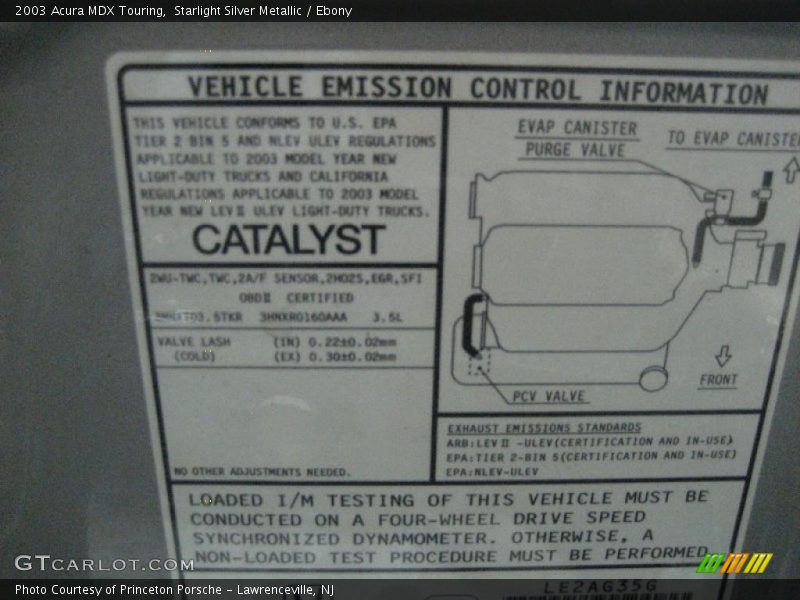 2003 Acura MDX Touring,  Starlight Silver Metallic / Ebony
VEHICLE EMISSION CONTROL INFORMATION
THIS VEHICLE CONFORMS TO U.S. EPA
TIER 2 BIN 5 AND NLEV ULEV REGULATIONS
APPLICABLE TO 2003 MODEL YEAR NEW
LIGHT-DUTY TRUCKS AND CALIFORNIA
REGULATIONS APPLICABLE TO 2003 MODEL
YEAR NEW LEVⅡ ULEV LIGHT-DUTY TRUCKS.
CATALYST
2WU-TWC,TWC,2A/F SENSOR,2HO2S,EGR,SFI
OBDⅡ CERTIFIED
3HNXR0160AAA 3.5L
VALVE LASH (IN) 0.22±0.02mm
(COLD) (EX) 0.30±0.02mm
NO OTHER ADJUSTMENTS NEEDED.
EVAP CANISTER
PURGE VALVE
TO EVAP CANISTER
FRONT
PCV VALVE
EXHAUST EMISSIONS STANDARDS
ARB:LEVⅡ -ULEV(CERTIFICATION AND IN-USE)
EPA:TIER 2-BIN 5(CERTIFICATION AND IN-USE)
EPA:NLEV-ULEV
LOADED I/M TESTING OF THIS VEHICLE MUST BE
CONDUCTED ON A FOUR-WHEEL DRIVE SPEED
SYNCHRONIZED DYNAMOMETER. OTHERWISE, A
NON-LOADED TEST PROCEDURE MUST BE PERFORMED.
LE2AG35G
GTCARLOT.COM
Photo Courtesy of Princeton Porsche - Lawrenceville, NJ